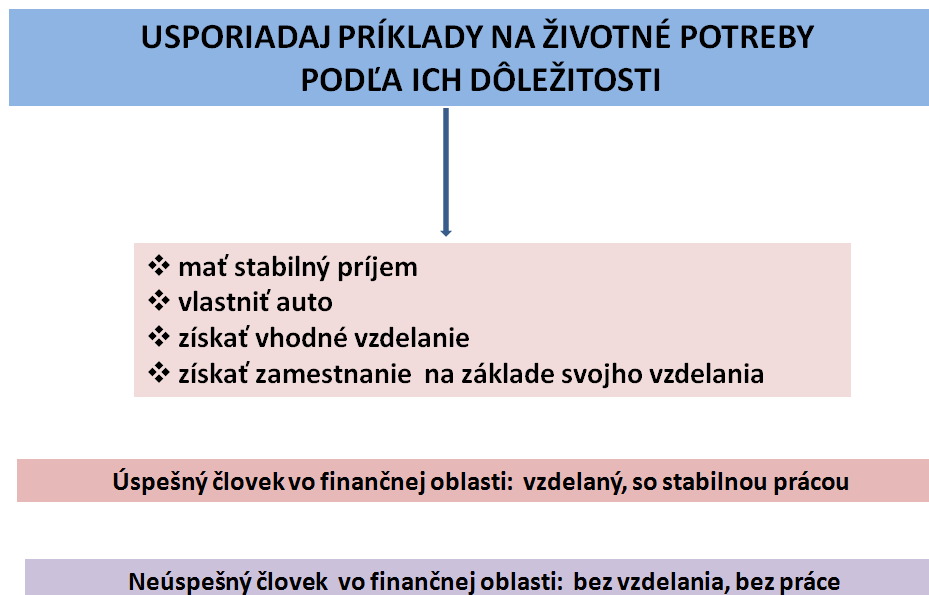 USPORIADAJ PRÍKLADY NA ŽIVOTNÉ POTREBY
PODĽA ICH DÔLEŽITOSTI
❖ mať stabilný príjem
❖ vlastniť auto
❖ získať vhodné vzdelanie
❖ získať zamestnanie na základe svojho vzdelania
Úspešný človek vo finančnej oblasti: vzdelaný, so stabilnou prácou
Neúspešný človek vo finančnej oblasti: bez vzdelania, bez práce